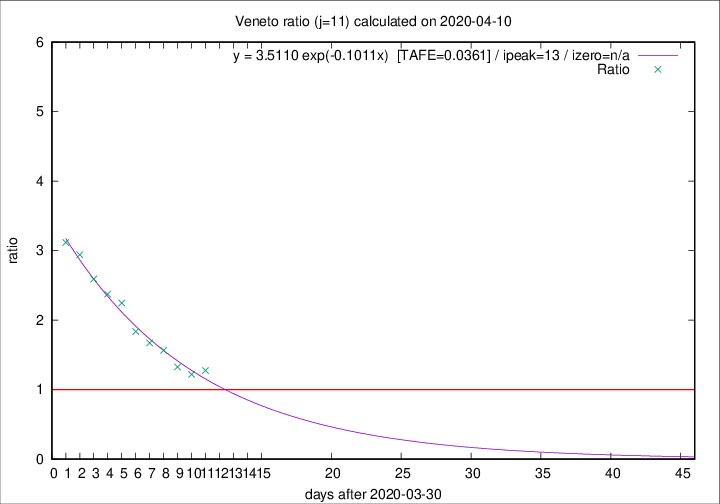 Veneto ratio (j=11) calculated on 2020-04-10
y = 3.5110 exp(-0.1011x) [TAFE=0.0361] / ipeak=13 / izero=n/a
Ratio
6
5
4
3
2
1
0
ratio
0 1 2 3 4 5 6 7 8 9 10 11 12 13 14 15 20 25 30 35 40 45
days after 2020-03-30